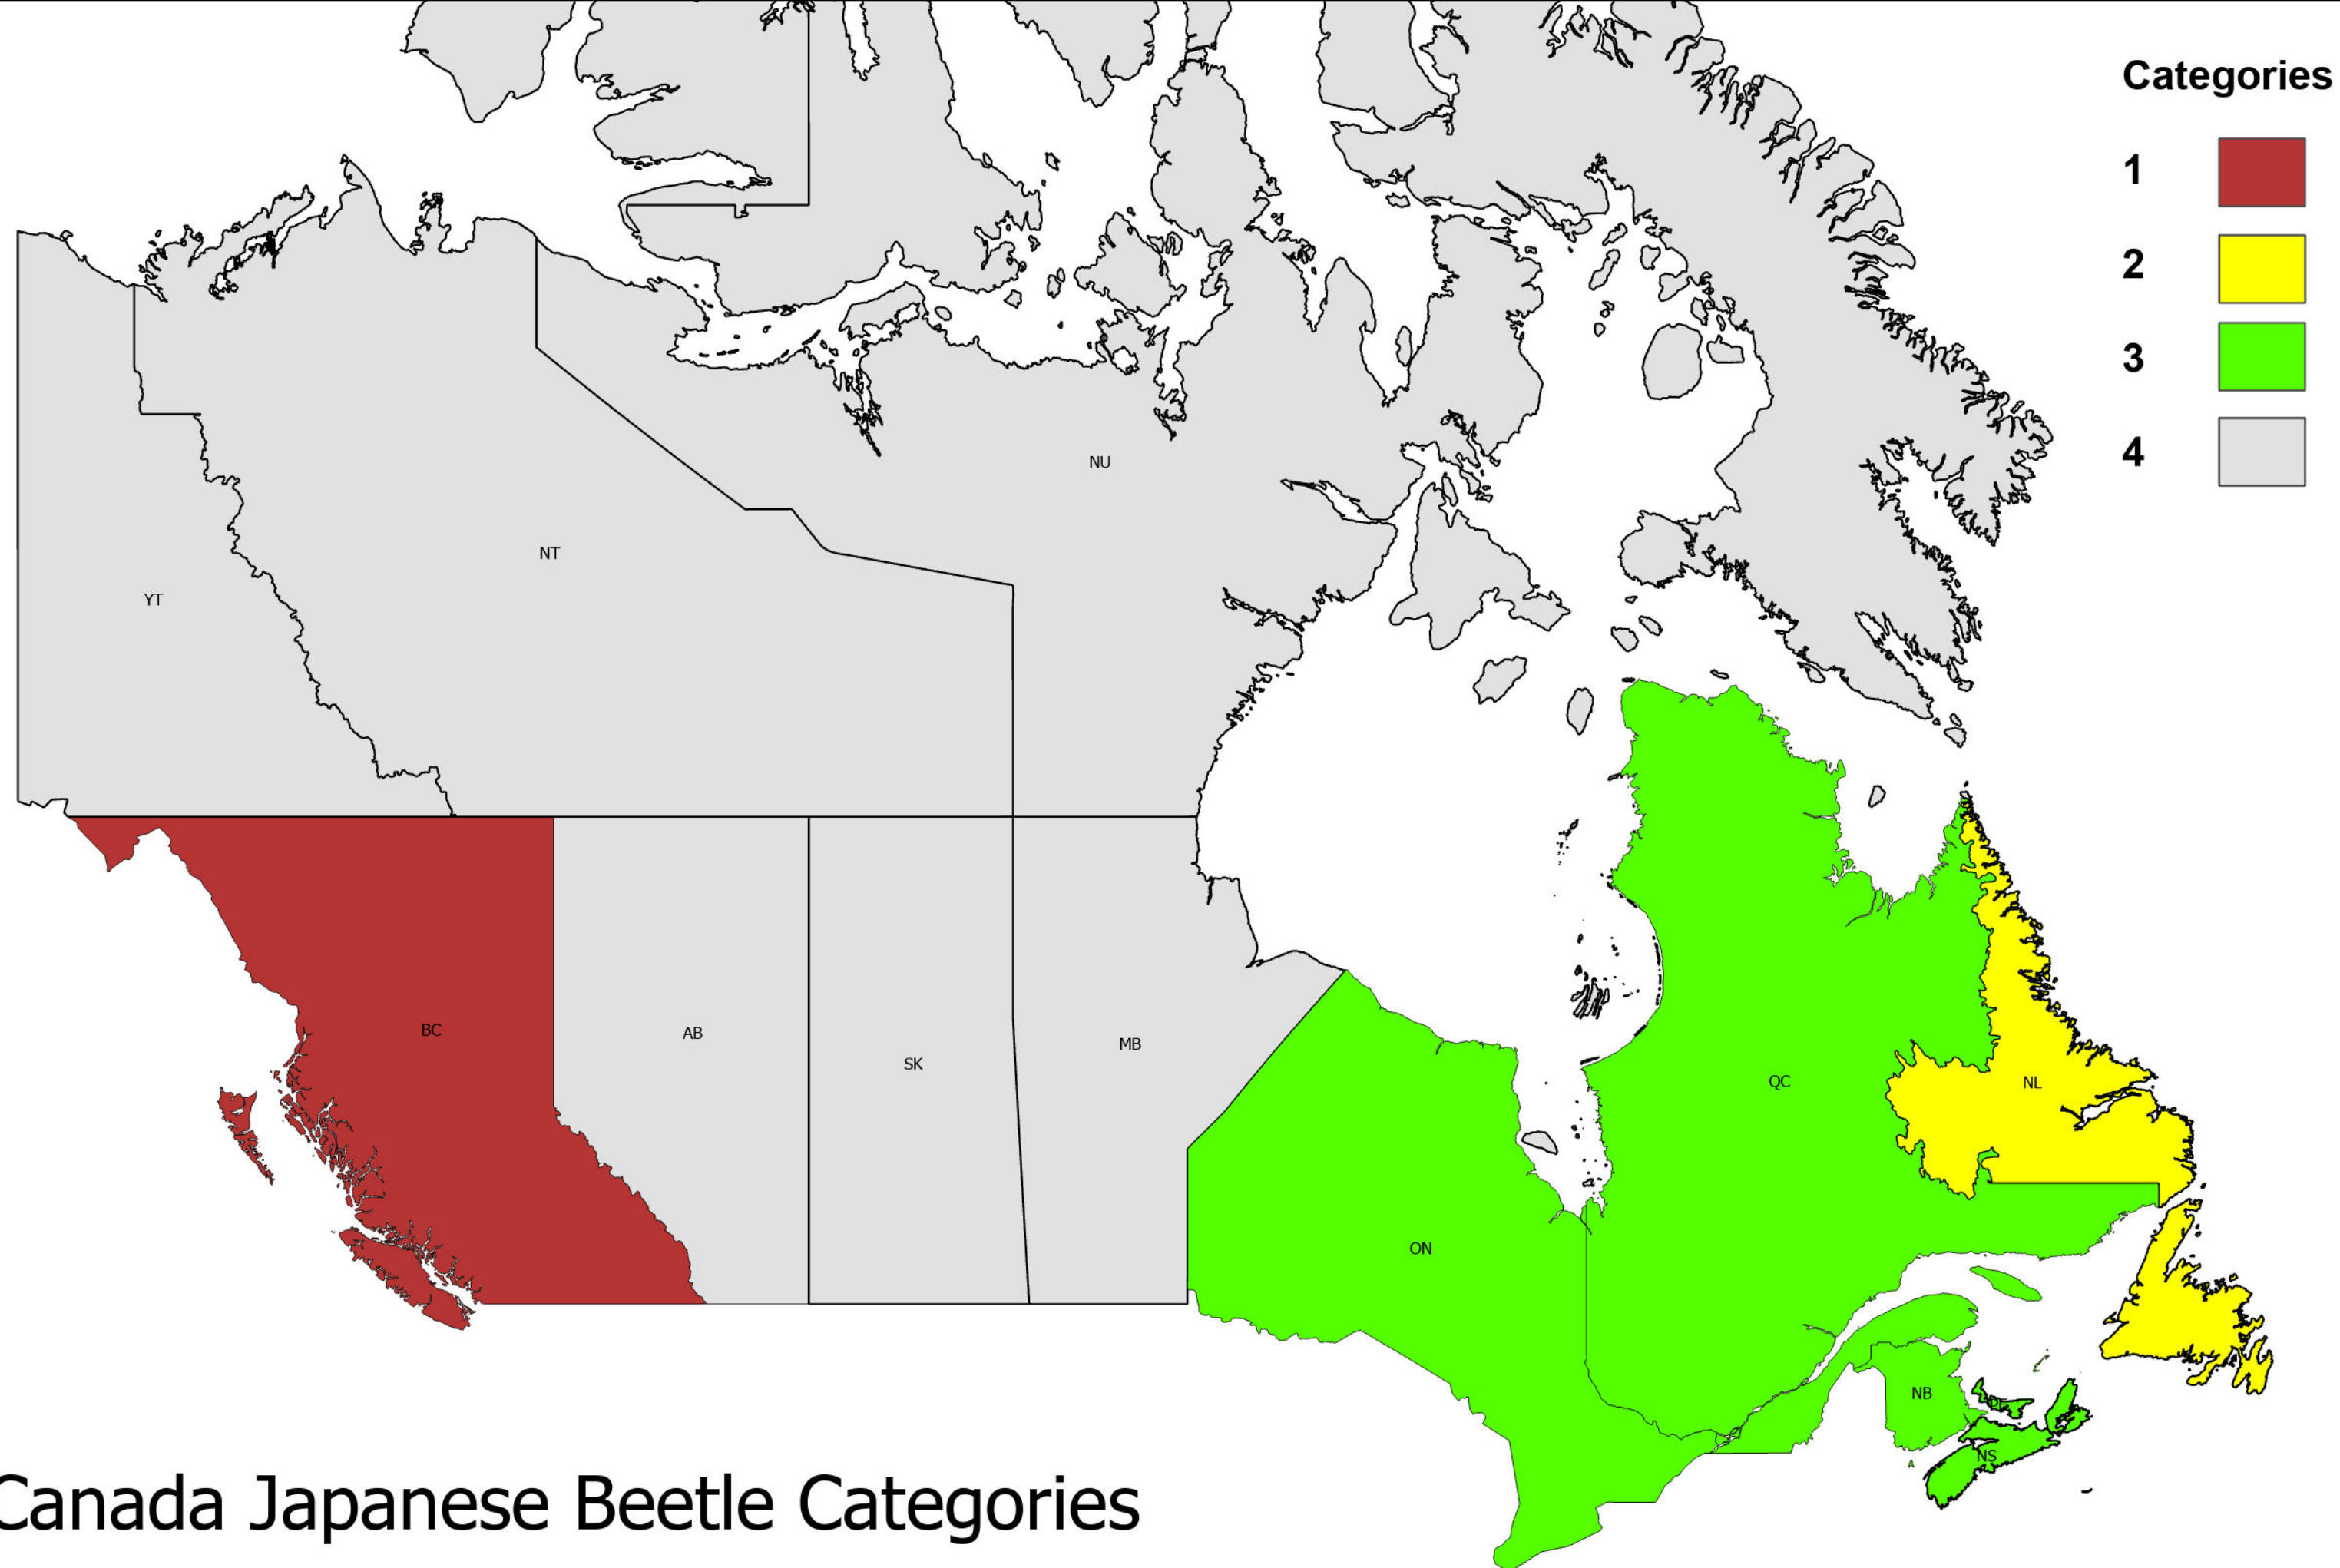 Categories
1
2
3
4
NU
NT
YT
BC
AB
SK
MB
QC
NL
ON
NB
NS
Canada Japanese Beetle Categories